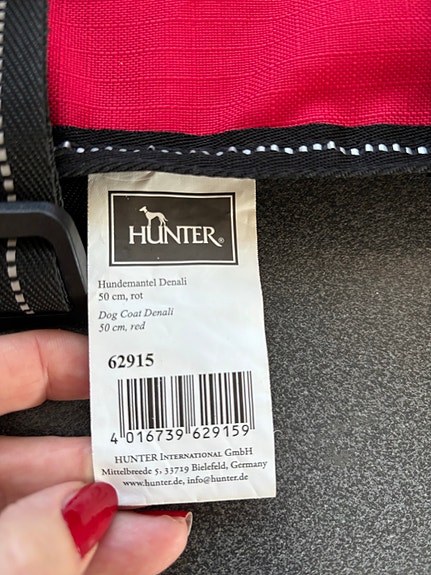 HUNTER®
Hundemantel Denali
50 cm, rot
Dog Coat Denali
50 cm, red
62915
4 016739 629159
HUNTER INTERNATIONAL GmbH
Mittelbreede 5, 33719 Bielefeld, Germany
www.hunter.de, info@hunter.de